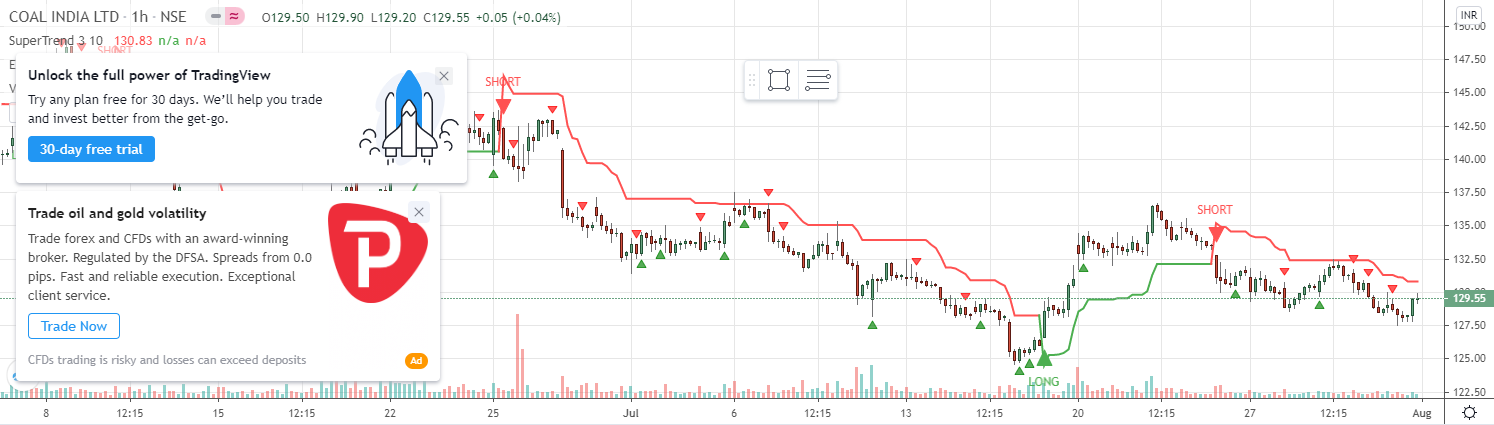 COAL INDIA LTD · 1h · NSE O129.50 H129.90 L129.20 C129.55 +0.05 (+0.04%)
INR
SuperTrend 3 10 130.83 n/a n/a
SHORT
E
V
Unlock the full power of TradingView
Try any plan free for 30 days. We'll help you trade
and invest better from the get-go.
30-day free trial
Trade oil and gold volatility
Trade forex and CFDs with an award-winning
broker. Regulated by the DFSA. Spreads from 0.0
pips. Fast and reliable execution. Exceptional
client service.
Trade Now
CFDs trading is risky and losses can exceed deposits
Ad
P
SHORT
SHORT
LONG
150.00
147.50
145.00
142.50
140.00
137.50
135.00
132.50
129.55
127.50
125.00
122.50
8 12:15 15 12:15 22 12:15 25 Jul 6 12:15 13 12:15 20 12:15 27 12:15 Aug